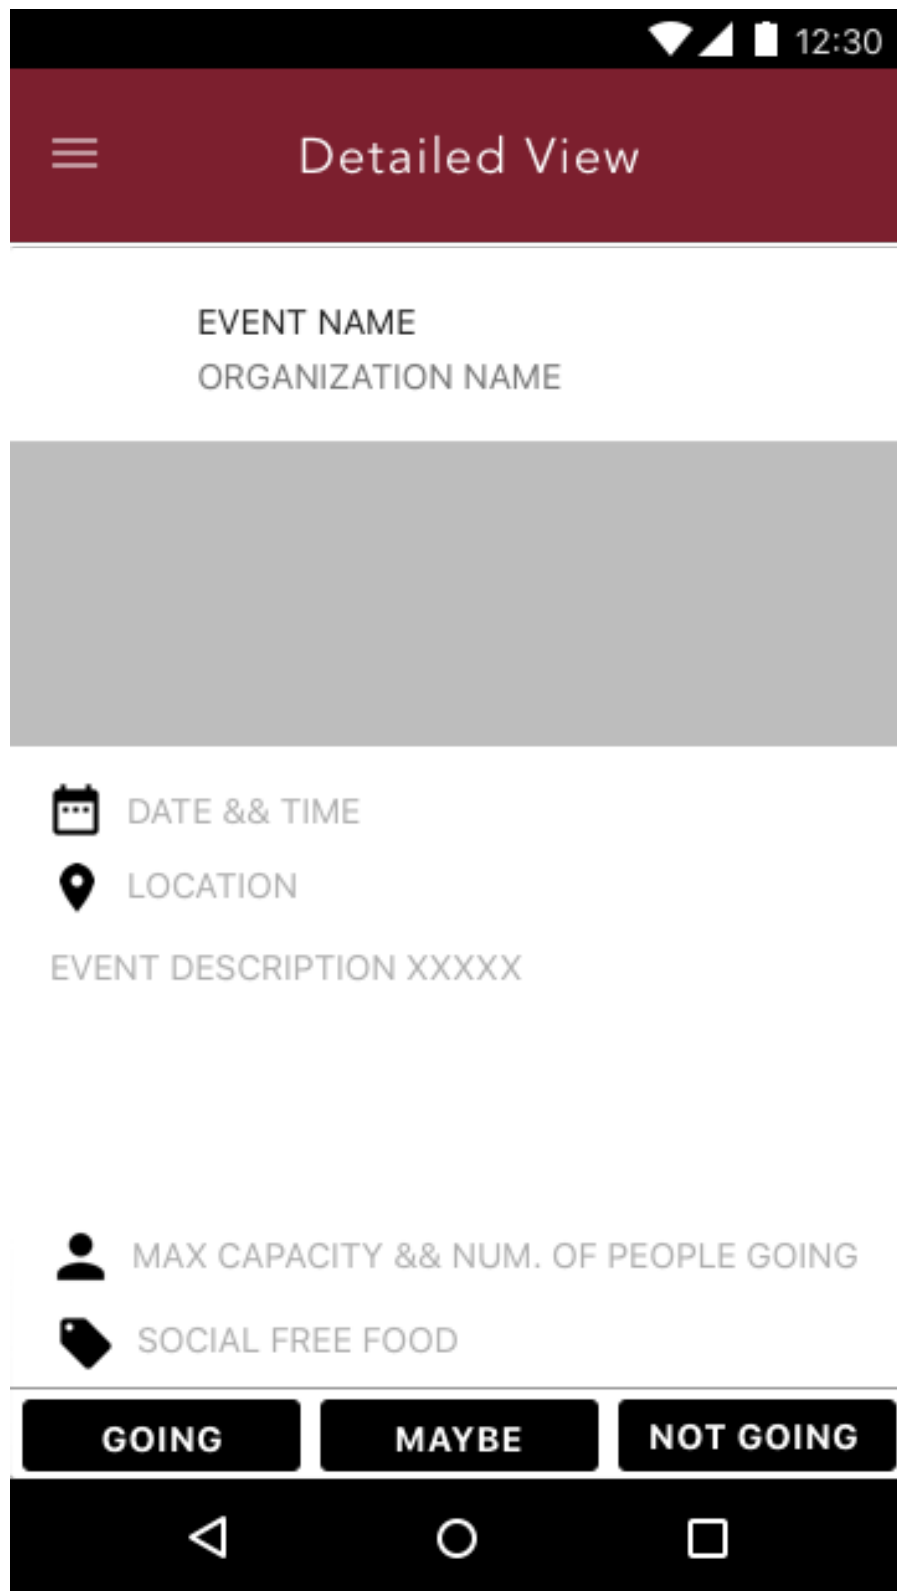 12:30
Detailed View
EVENT NAME
ORGANIZATION NAME
DATE && TIME
LOCATION
EVENT DESCRIPTION XXXXX
MAX CAPACITY && NUM. OF PEOPLE GOING
SOCIAL FREE FOOD
GOING MAYBE NOT GOING